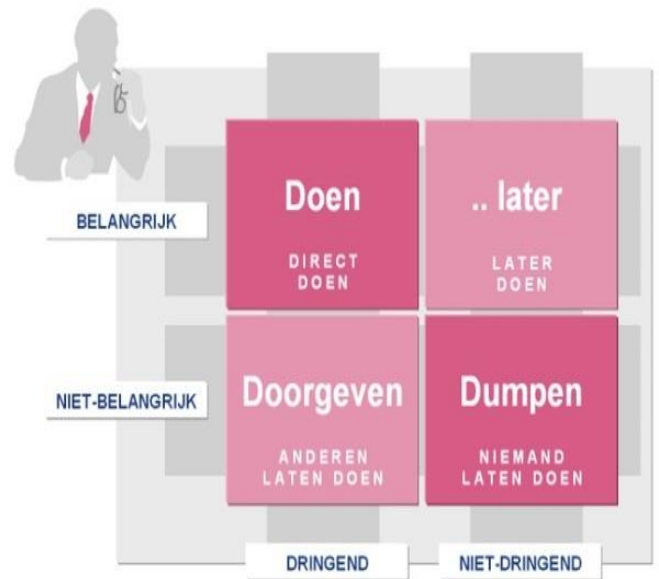 BELANGRIJK
Doen
DIRECT
DOEN
.. later
LATER
DOEN
NIET-BELANGRIJK
Doorgeven
ANDEREN
LATEN DOEN
Dumpen
NIEMAND
LATEN DOEN
DRINGEND
NIET-DRINGEND